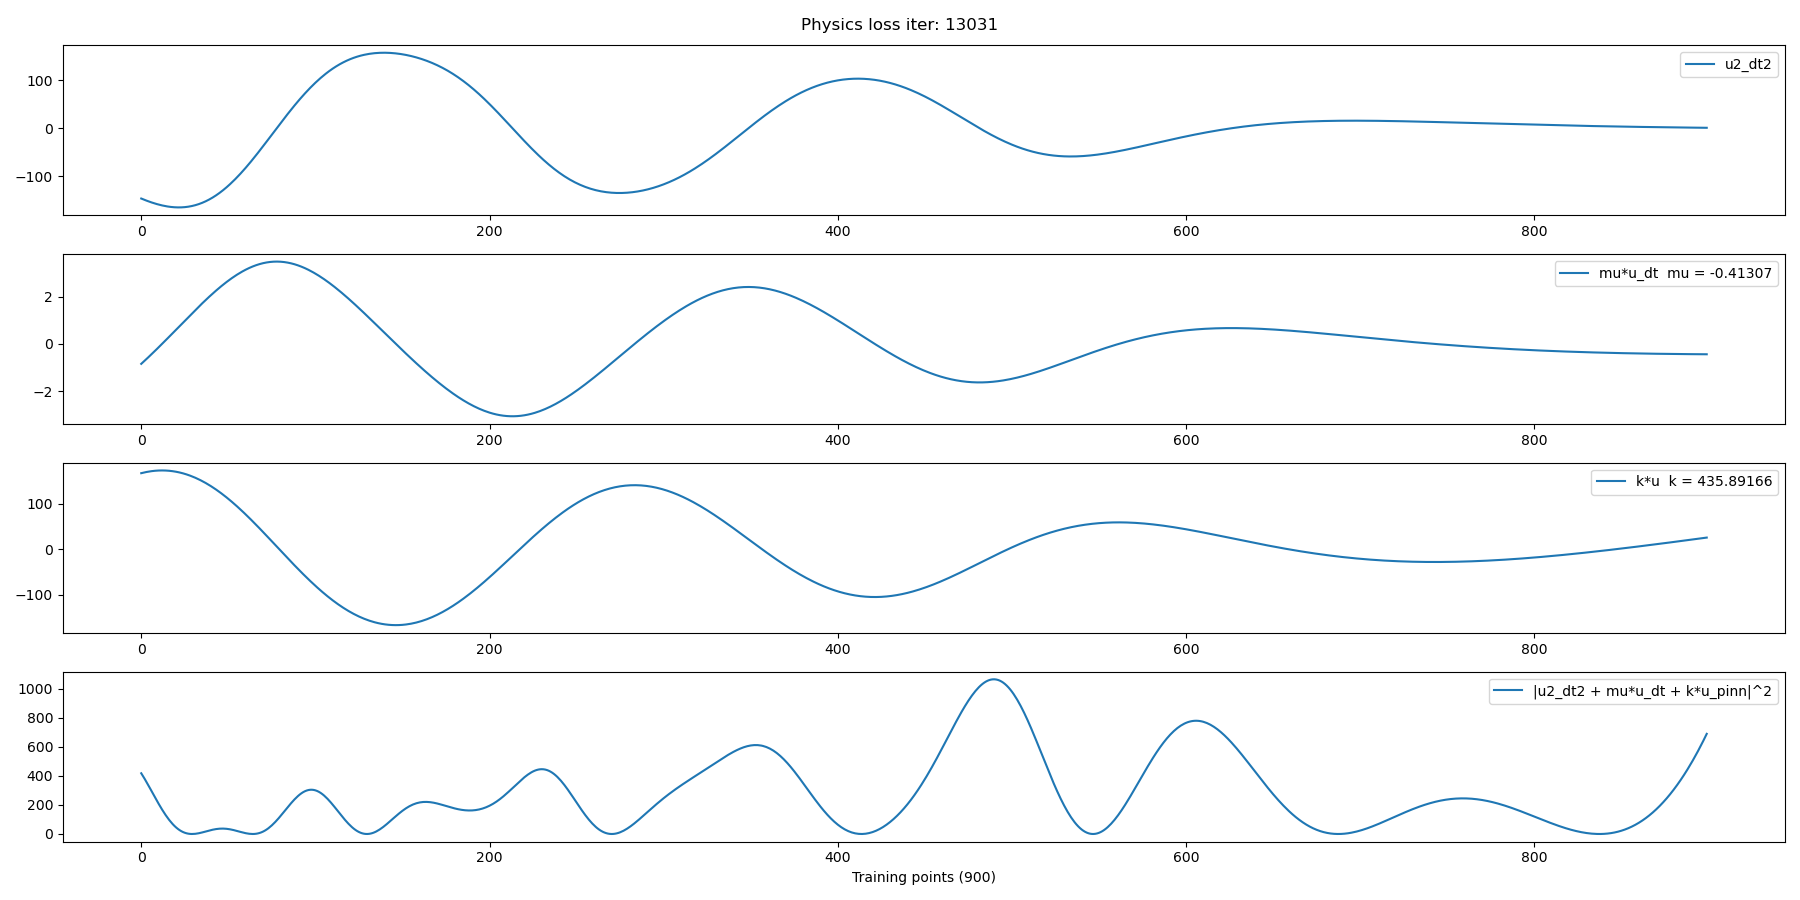 Physics loss iter: 13031
100
0
−100
u2_dt2
0 200 400 600 800
2
0
−2
mu*u_dt  mu = -0.41307
0 200 400 600 800
100
0
−100
k*u  k = 435.89166
0 200 400 600 800
1000
800
600
400
200
0
|u2_dt2 + mu*u_dt + k*u_pinn|^2
0 200 400 600 800
Training points (900)